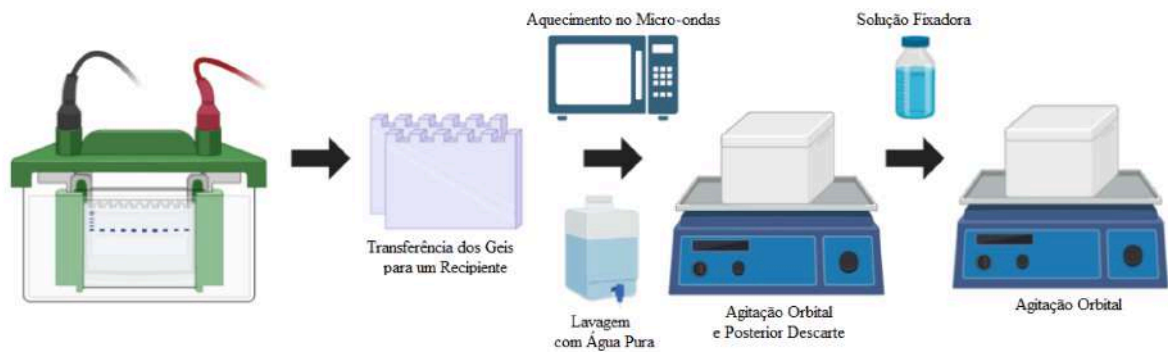 Aquecimento no Micro-ondas
Solução Fixadora
Transferência dos Geis
para um Recipiente
Lavagem
com Água Pura
Agitação Orbital
e Posterior Descarte
Agitação Orbital